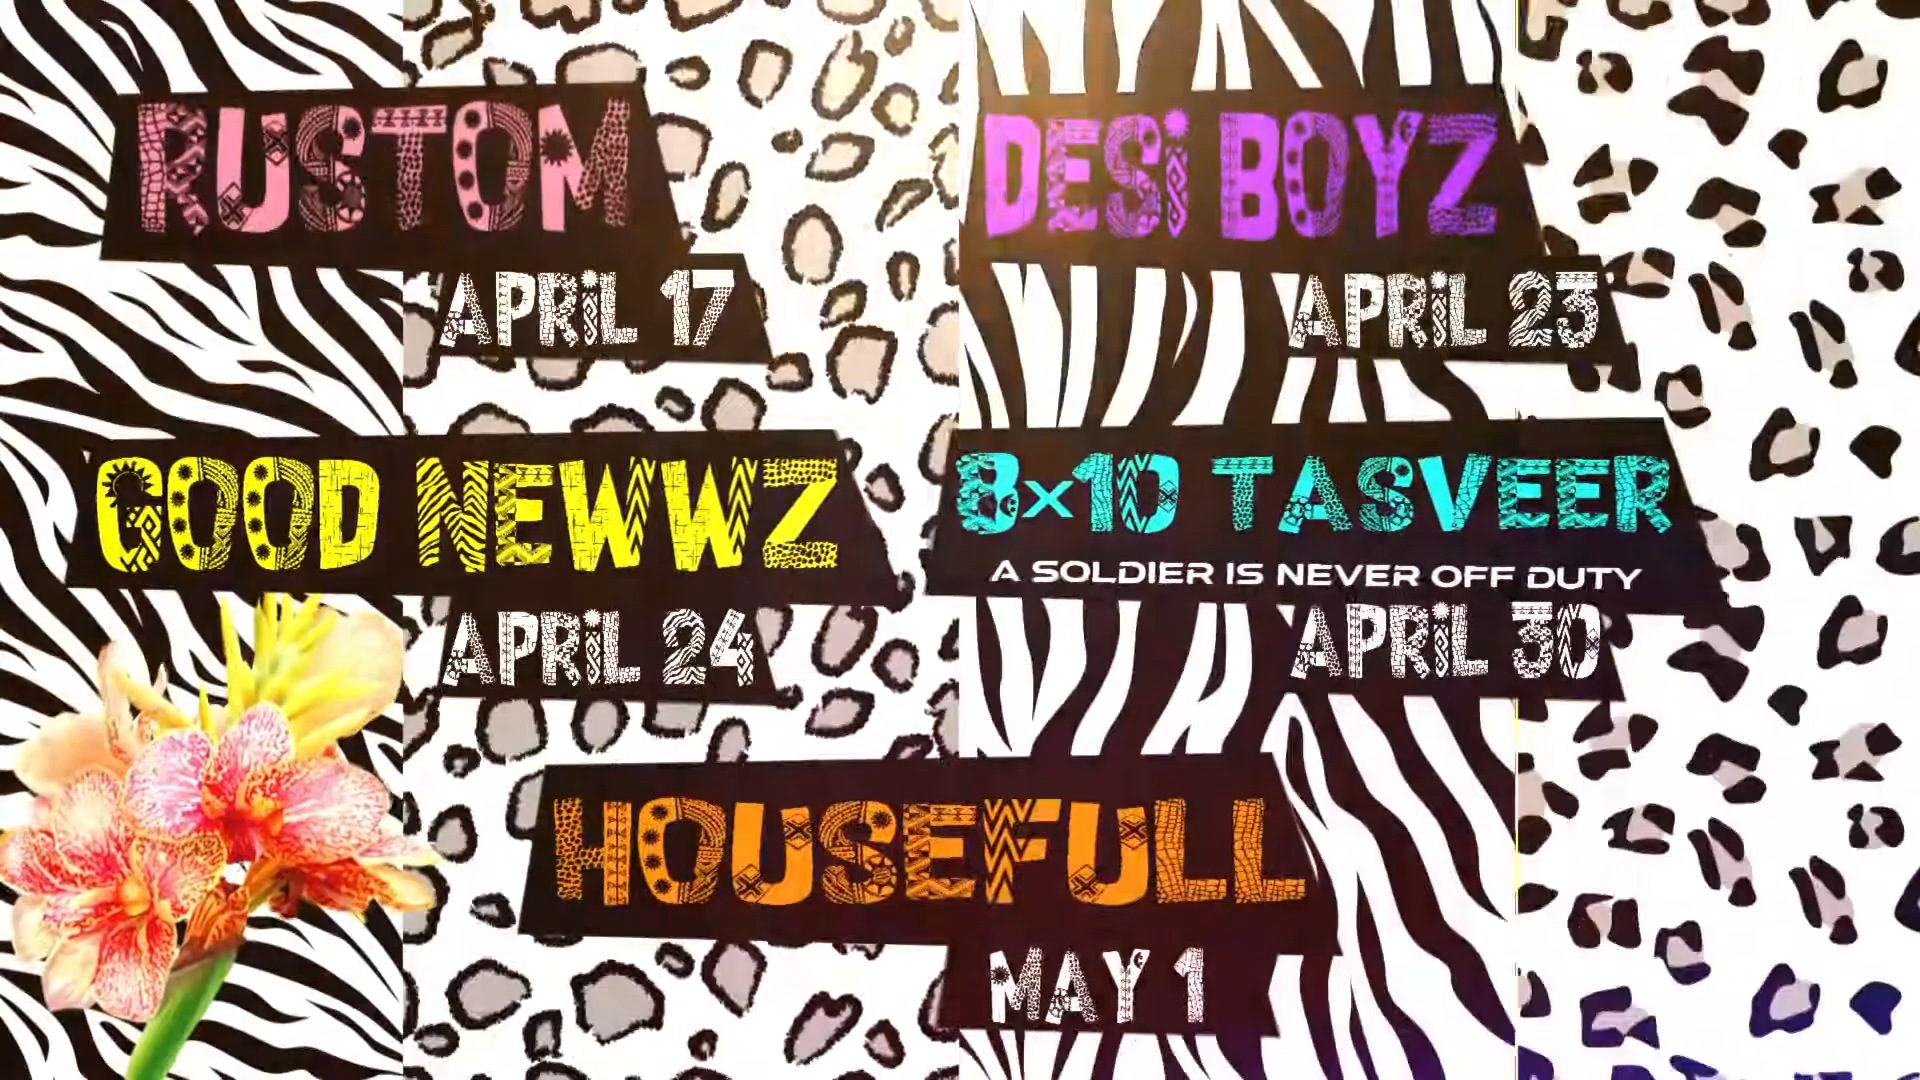 RUSTOM
APRIL 17
DESI BOYZ
APRIL 23
GOOD NEWWZ
APRIL 24
8x10 TASVEER
A SOLDIER IS NEVER OFF DUTY
APRIL 30
HOUSEFULL
MAY 1